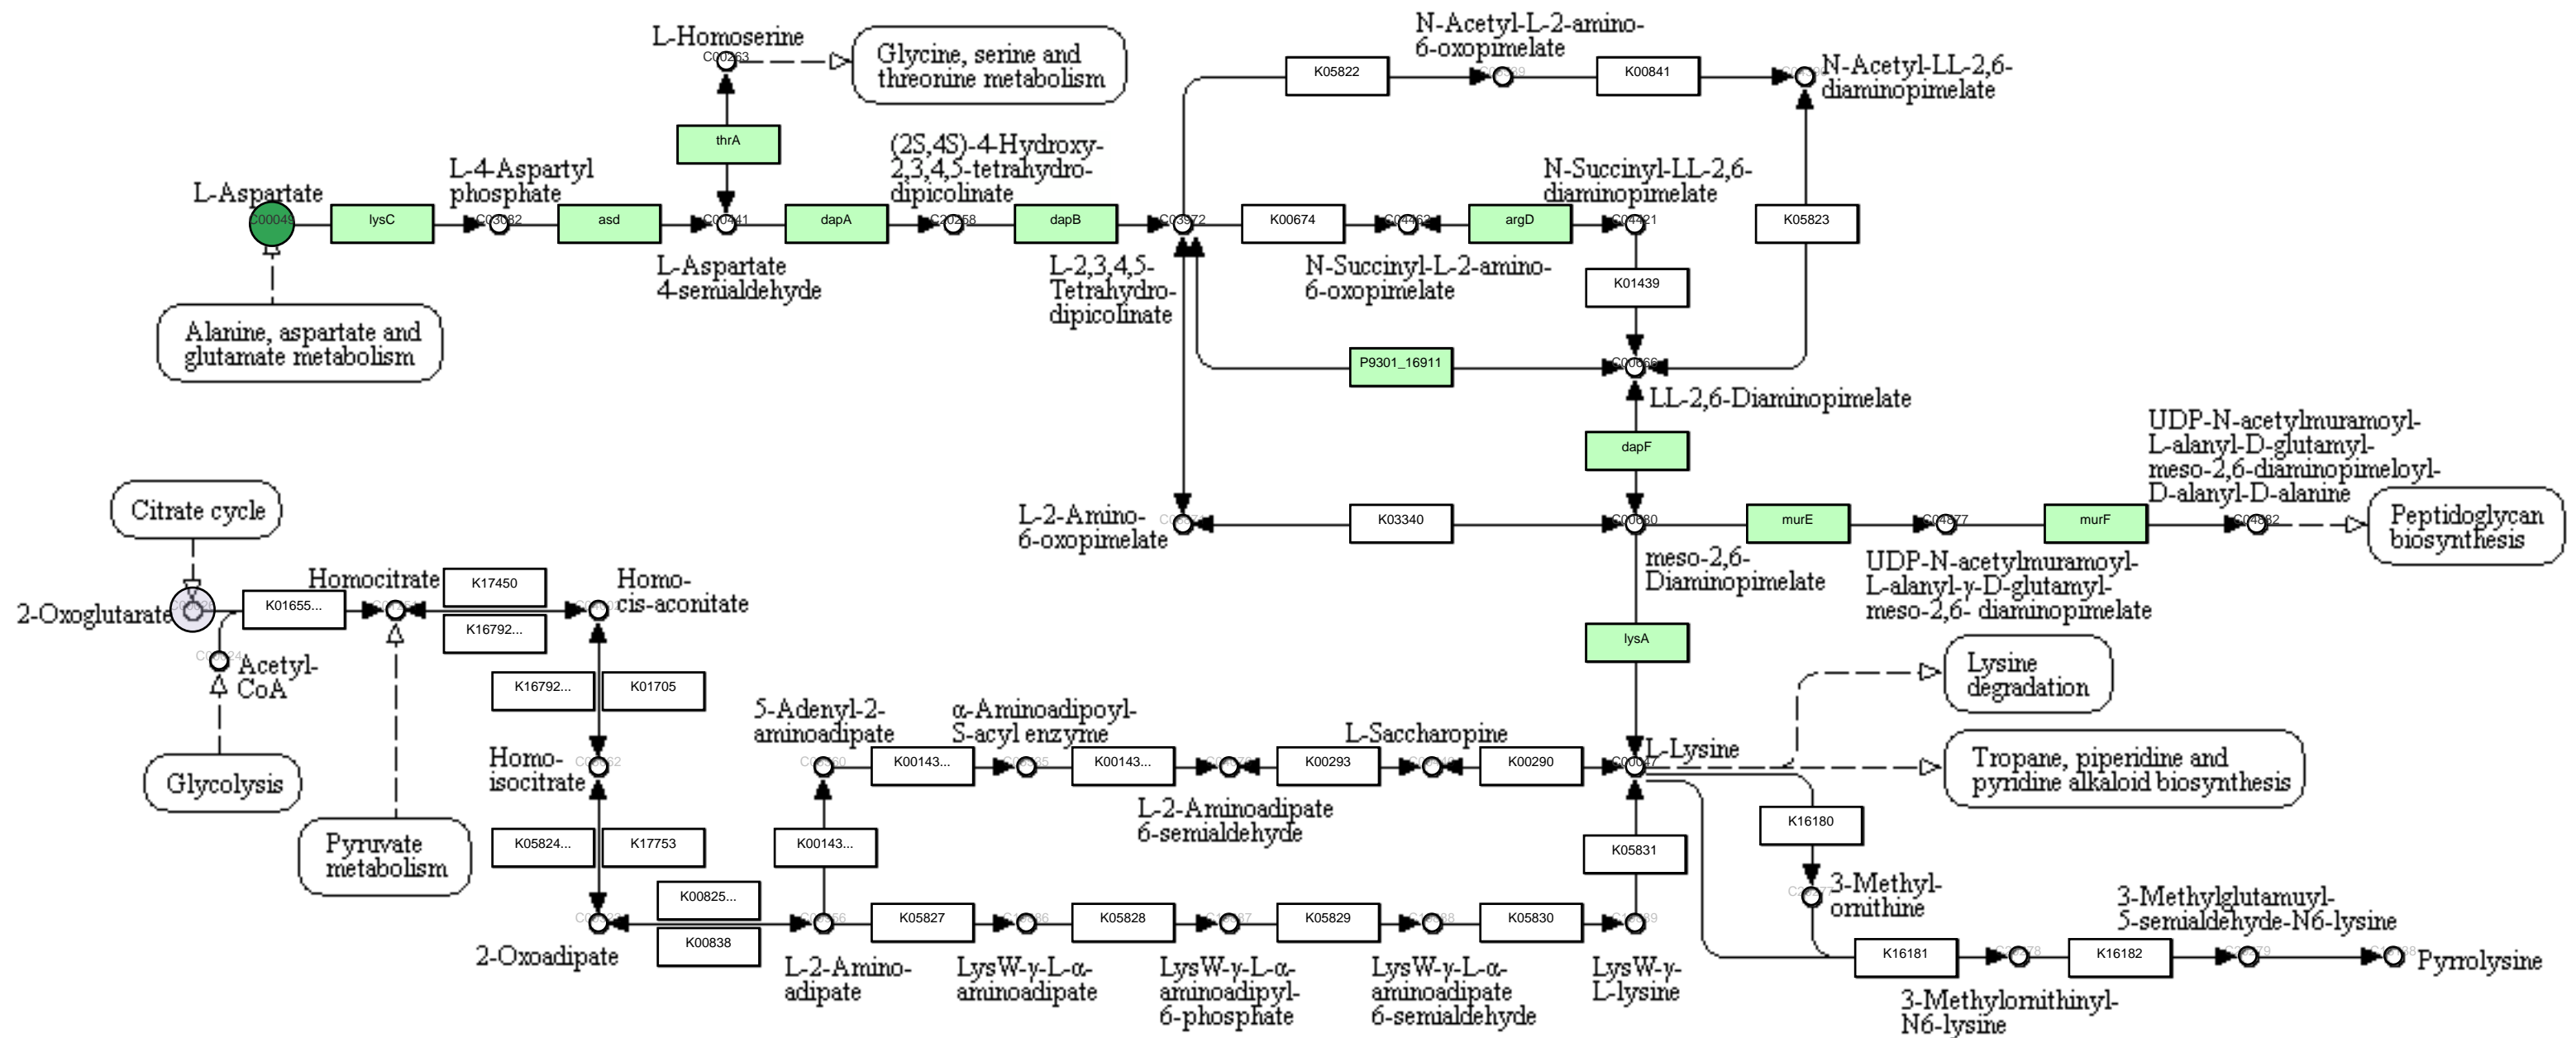 N-Acetyl-L-2-amino-
6-oxopimelate
L-Homoserine
C00263
Glycine, serine and
threonine metabolism
K05822
K00841
N-Acetyl-LL-2,6-
diaminopimelate
thrA
L-Aspartate
C00049
lysC
L-4-Aspartyl
phosphate
C03082
asd
C00441
L-Aspartate
4-semialdehyde
dapA
(2S,4S)-4-Hydroxy-
2,3,4,5-tetrahydro-
dipicolinate
C20258
dapB
C03972
L-2,3,4,5-
Tetrahydro-
dipicolinate
K00674
C04462
N-Succinyl-L-2-amino-
6-oxopimelate
argD
N-Succinyl-LL-2,6-
diaminopimelate
C04421
K05823
K01439
Alanine, aspartate and
glutamate metabolism
P9301_16911
C00666
LL-2,6-Diaminopimelate
dapF
UDP-N-acetylmuramoyl-
L-alanyl-D-glutamyl-
meso-2,6-diaminopimeloyl-
D-alanyl-D-alanine
L-2-Amino-
6-oxopimelate
K03340
C00680
meso-2,6-
Diaminopimelate
murE
C04877
UDP-N-acetylmuramoyl-
L-alanyl-γ-D-glutamyl-
meso-2,6- diaminopimelate
murF
C04882
Peptidoglycan
biosynthesis
Citrate cycle
2-Oxoglutarate
K01655...
Homocitrate
K17450
K16792...
Homo-
cis-aconitate
Acetyl-
CoA
Glycolysis
Pyruvate
metabolism
K16792...
K01705
Homo-
isocitrate
K05824...
K17753
2-Oxoadipate
K00825...
K00838
L-2-Amino-
adipate
K00143...
5-Adenyl-2-
aminoadipate
K00143...
α-Aminoadipoyl-
S-acyl enzyme
K00143...
L-2-Aminoadipate
6-semialdehyde
K00293
L-Saccharopine
K00290
lysA
C00047
L-Lysine
Lysine
degradation
Tropane, piperidine and
pyridine alkaloid biosynthesis
K05827
LysW-γ-L-α-
aminoadipate
K05828
LysW-γ-L-α-
aminoadipyl-
6-phosphate
K05829
LysW-γ-L-α-
aminoadipate
6-semialdehyde
K05830
LysW-γ-
L-lysine
K05831
K16180
3-Methyl-
ornithine
K16181
3-Methylornithinyl-
N6-lysine
K16182
3-Methylglutamuyl-
5-semialdehyde-N6-lysine
Pyrrolysine